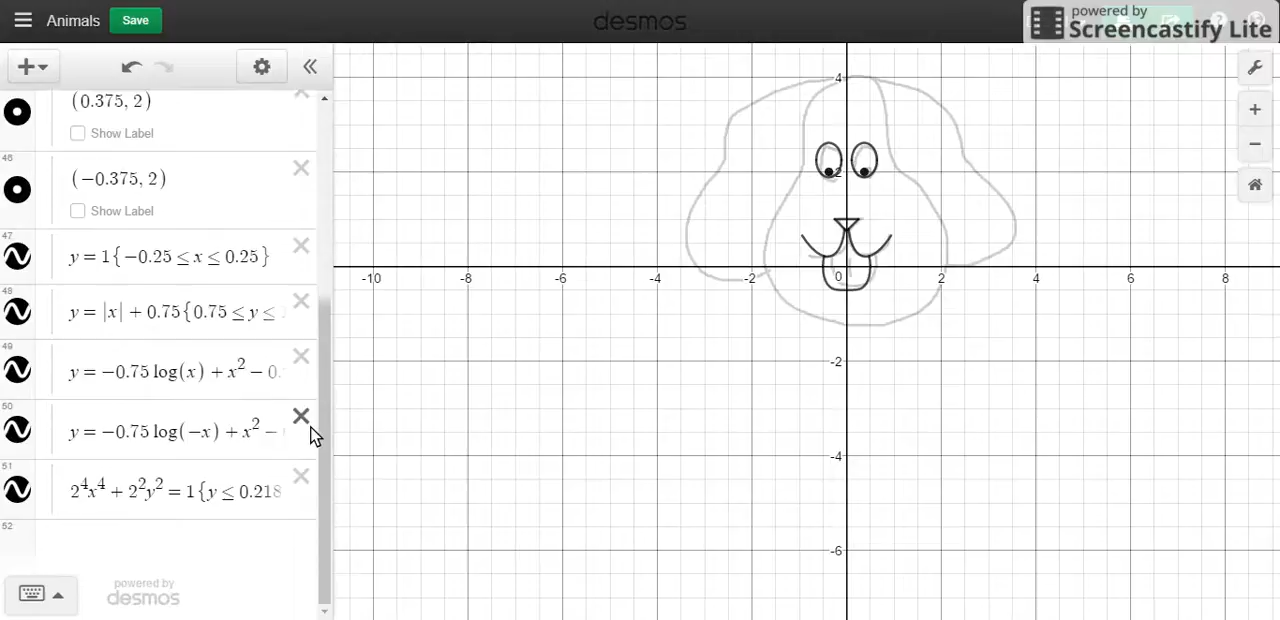 Animals
Save
desmos
powered by
Screencastify Lite
(0.375, 2)
Show Label
46
(−0.375, 2)
Show Label
47
y = 1{−0.25 ≤ x ≤ 0.25}
48
y = |x| + 0.75{0.75 ≤ y ≤
49
y = −0.75 log(x) + x² − 0.
50
y = −0.75 log(−x) + x² −
51
2⁴x⁴ + 2²y² = 1{y ≤ 0.218
52
powered by
desmos
4
2
-10
-8
-6
-4
-2
0
2
4
6
8
-2
-4
-6